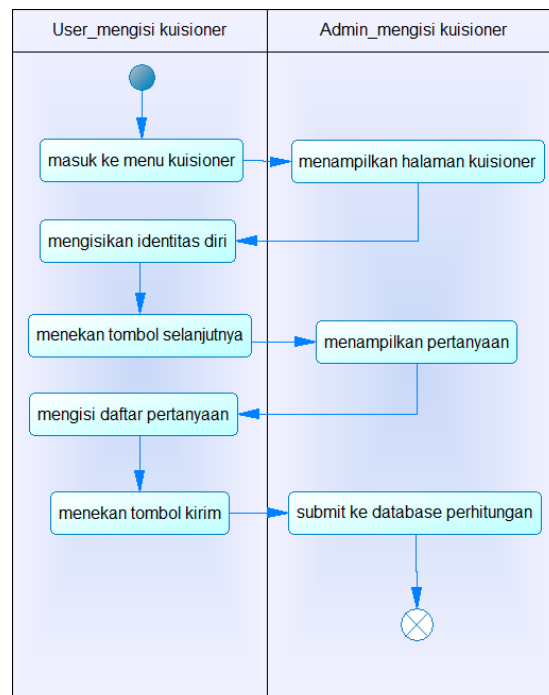 User_mengisi kuisioner
Admin_mengisi kuisioner
masuk ke menu kuisioner
menampilkan halaman kuisioner
mengisikan identitas diri
menekan tombol selanjutnya
menampilkan pertanyaan
mengisi daftar pertanyaan
menekan tombol kirim
submit ke database perhitungan